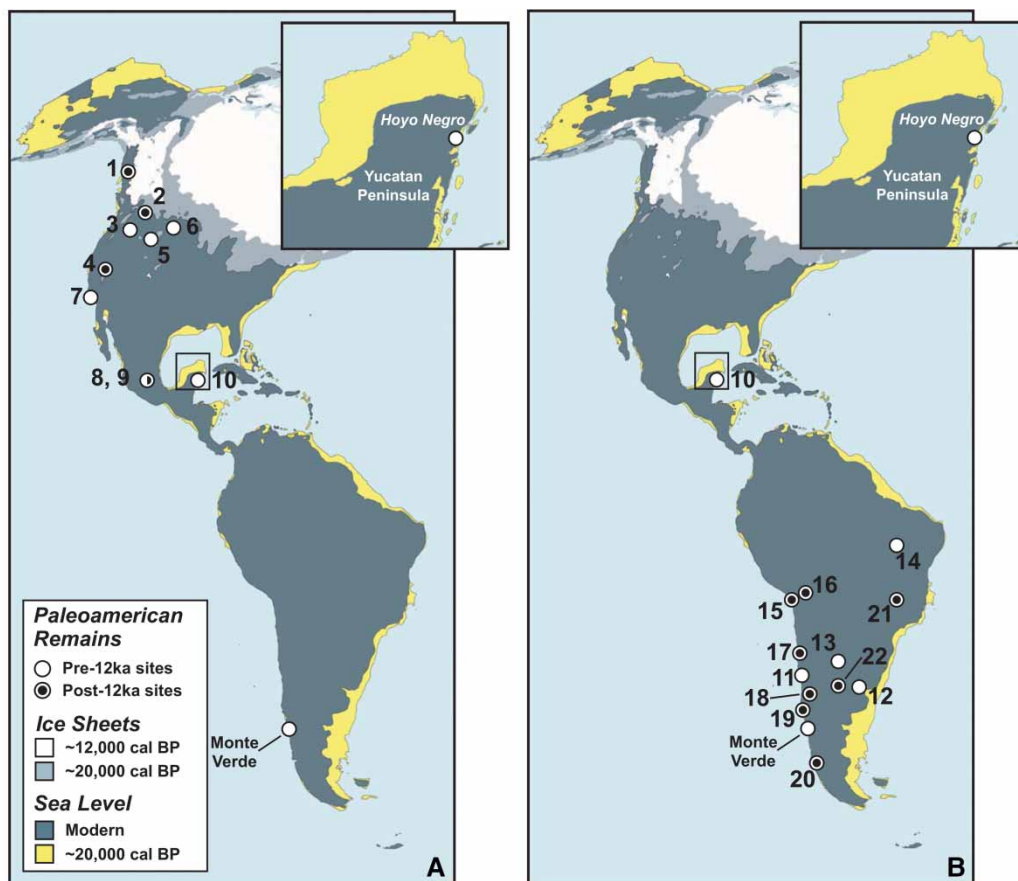 Hoyo Negro
Yucatan
Peninsula
1
2
3
6
5
4
7
8, 9
10
Monte
Verde
Paleoamerican
Remains
Pre-12ka sites
Post-12ka sites
Ice Sheets
~12,000 cal BP
~20,000 cal BP
Sea Level
Modern
~20,000 cal BP
A
Hoyo Negro
Yucatan
Peninsula
10
14
16
15
21
17
13
22
11
12
18
19
Monte
Verde
20
B